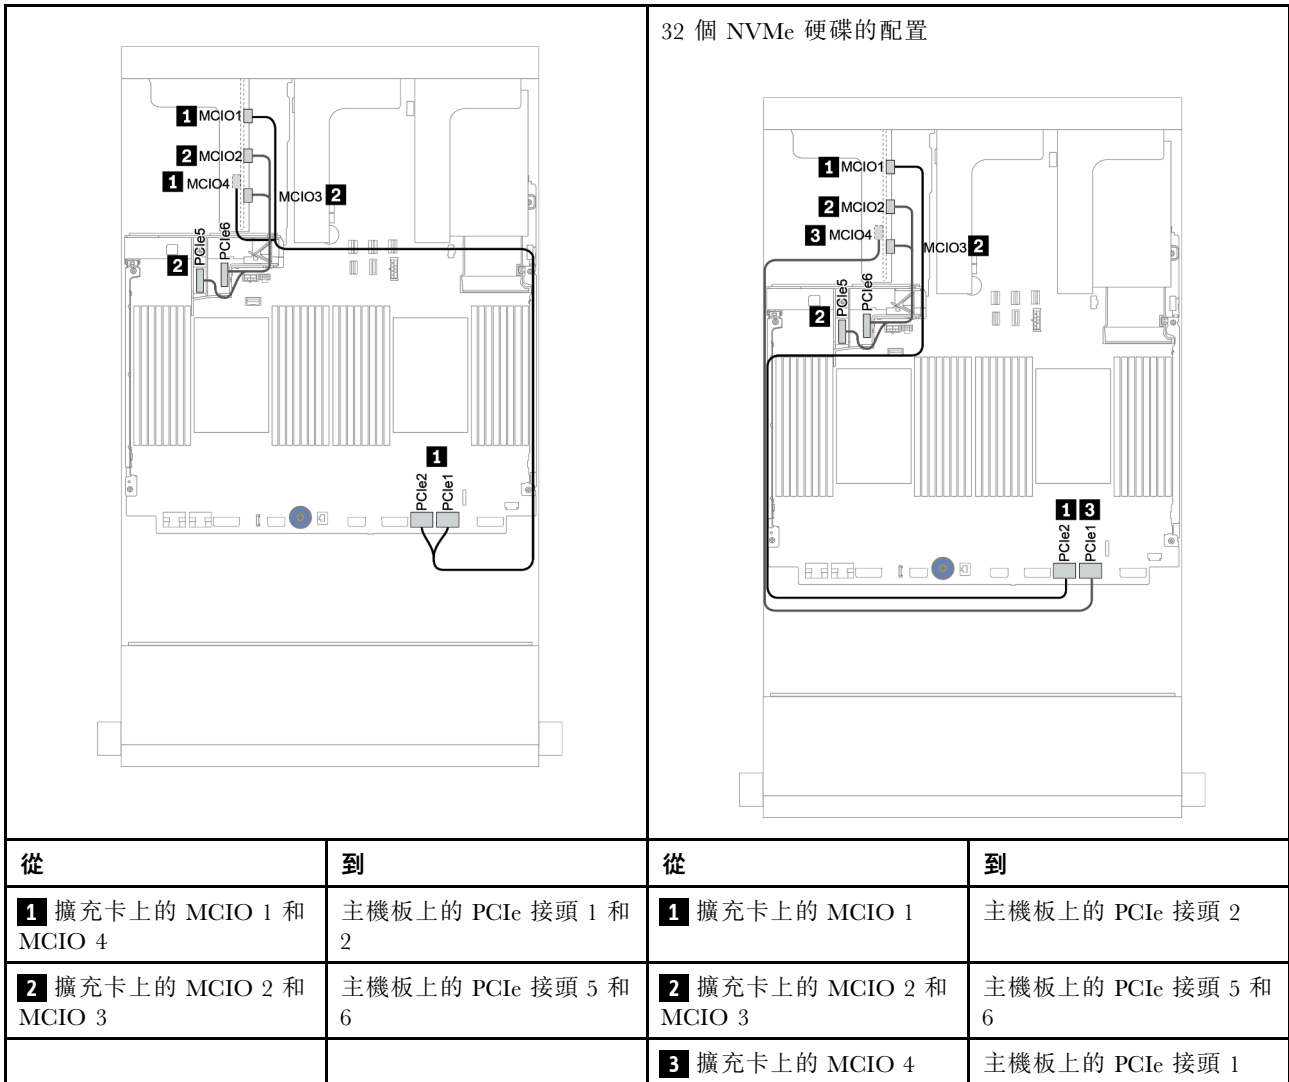 1 MCIO1
2 MCIO2
1 MCIO4
MCIO3 2
2
PCIe5
PCIe6
1
PCIe2
PCIe1
32 個 NVMe 硬碟的配置
1 MCIO1
2 MCIO2
3 MCIO4
MCIO3 2
2
PCIe5
PCIe6
1 3
PCIe2
PCIe1
從
到
從
到
1 擴充卡上的 MCIO 1 和
MCIO 4
主機板上的 PCIe 接頭 1 和
2
1 擴充卡上的 MCIO 1
主機板上的 PCIe 接頭 2
2 擴充卡上的 MCIO 2 和
MCIO 3
主機板上的 PCIe 接頭 5 和
6
2 擴充卡上的 MCIO 2 和
MCIO 3
主機板上的 PCIe 接頭 5 和
6
3 擴充卡上的 MCIO 4
主機板上的 PCIe 接頭 1